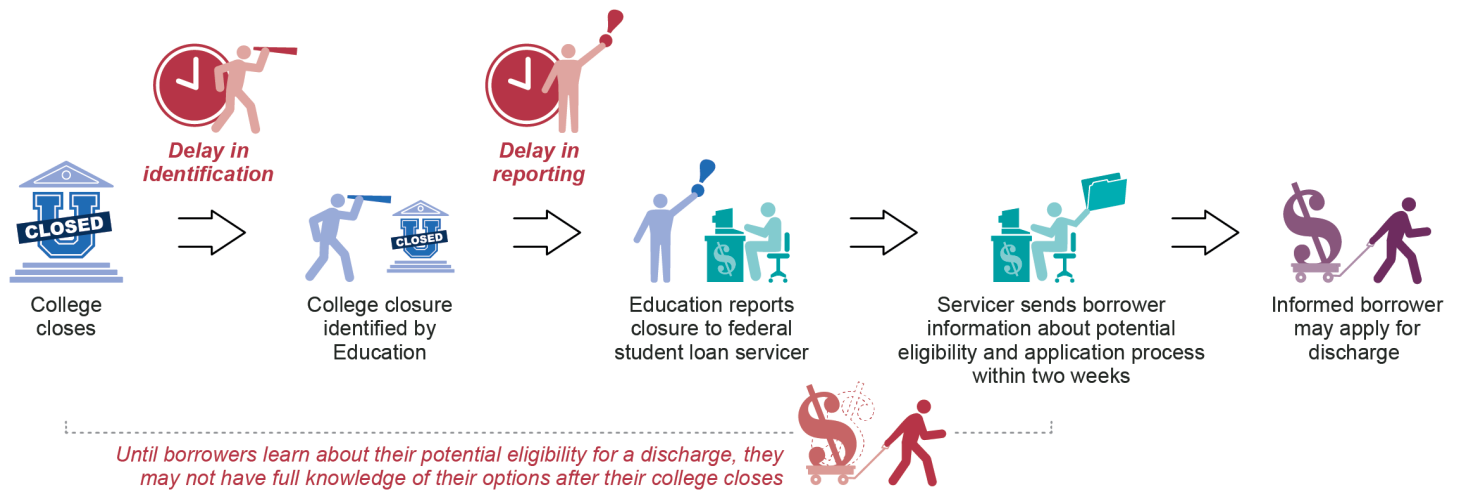 Delay in
identification
Delay in
reporting
U
CLOSED
U
CLOSED
$
$
$
College
closes
College closure
identified by
Education
Education reports
closure to federal
student loan servicer
Servicer sends borrower
information about potential
eligibility and application process
within two weeks
Informed borrower
may apply for
discharge
$
Until borrowers learn about their potential eligibility for a discharge, they
may not have full knowledge of their options after their college closes